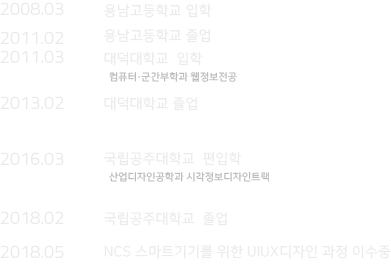 2008.03 용남고등학교 입학
2011.02 용남고등학교 졸업
2011.03 대덕대학교 입학
컴퓨터·군간부학과 웹정보전공
2013.02 대덕대학교 졸업
2016.03 국립공주대학교 편입학
산업디자인공학과 시각정보디자인트랙
2018.02 국립공주대학교 졸업
2018.05 NCS 스마트기기를 위한 UIUX디자인 과정 이수중